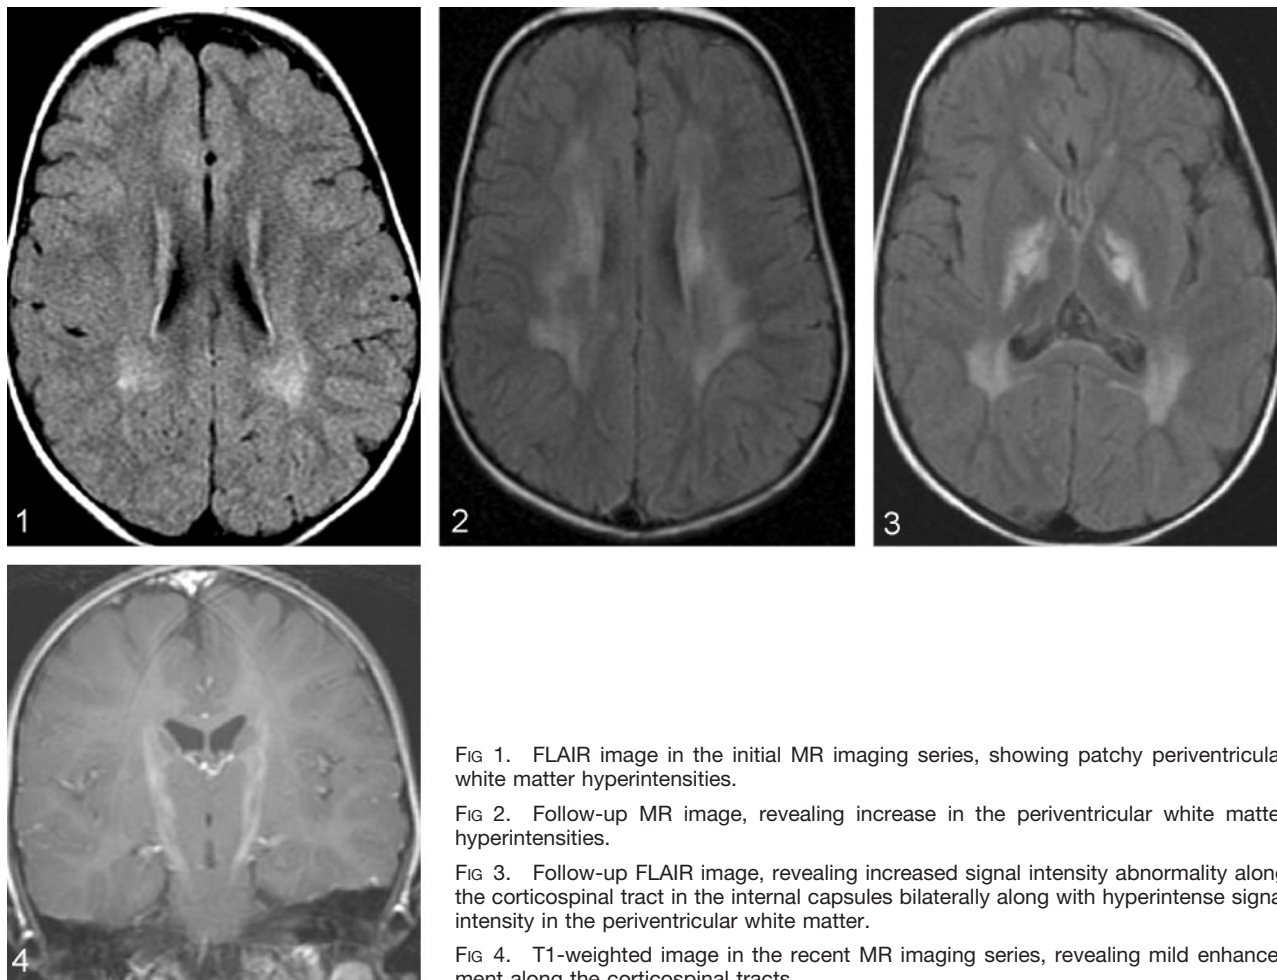 1
2
3
4
FIG 1. FLAIR image in the initial MR imaging series, showing patchy periventricula
white matter hyperintensities.
FIG 2. Follow-up MR image, revealing increase in the periventricular white matte
hyperintensities.
FIG 3. Follow-up FLAIR image, revealing increased signal intensity abnormality along
the corticospinal tract in the internal capsules bilaterally along with hyperintense signa
intensity in the periventricular white matter.
FIG 4. T1-weighted image in the recent MR imaging series, revealing mild enhance-
ment along the corticospinal tracts